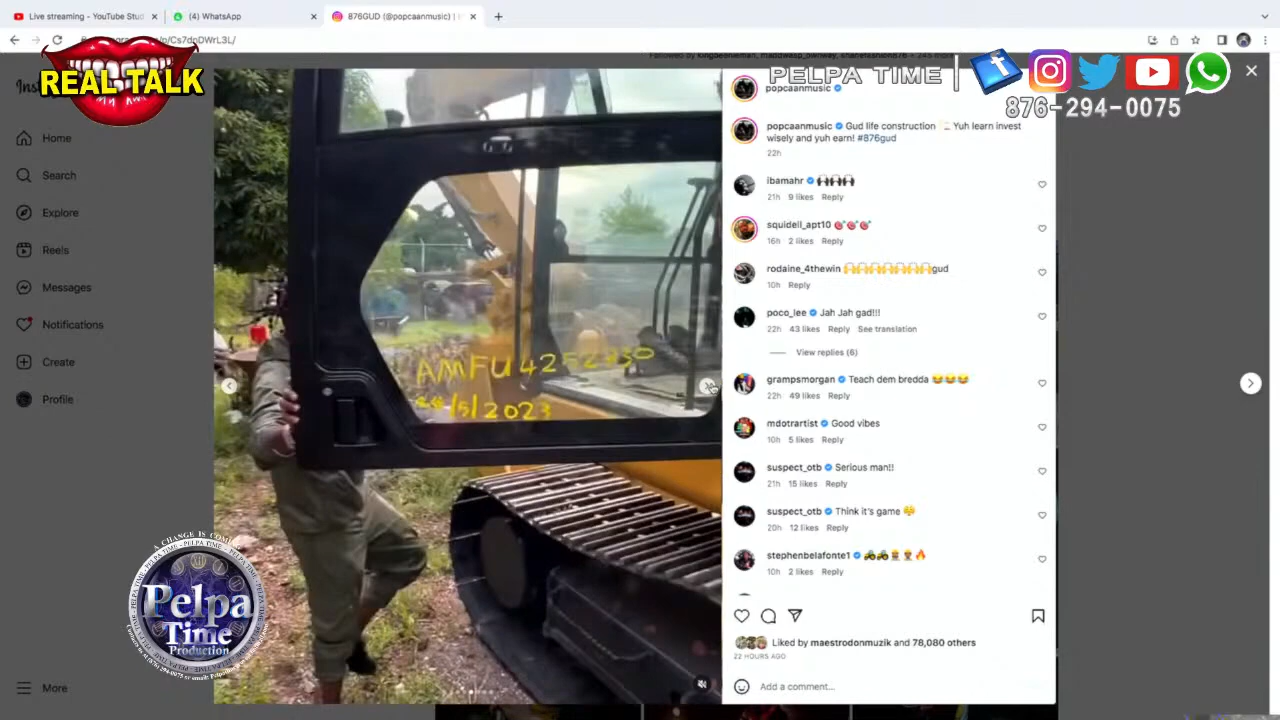 Live streaming - YouTube Stud
(4) WhatsApp
876GUD (@popcaanmusic) |
/p/Cs7dpDWrL3L/
REAL TALK
PELPA TIME |
876-294-0075
Home
Search
Explore
Reels
Messages
Notifications
Create
Profile
More
AMFU
2023
popcaanmusic
popcaanmusic Gud life construction Yuh learn invest
wisely and yuh earn! #876gud
22h
ibamahr
21h 9 likes Reply
squidell_apt10
16h 2 likes Reply
rodaine_4thewin gud
10h Reply
poco_lee Jah Jah gad!!!
22h 43 likes Reply See translation
View replies (6)
grampsmorgan Teach dem bredda
22h 49 likes Reply
mdotrartist Good vibes
10h 5 likes Reply
suspect_otb Serious man!!
21h 15 likes Reply
suspect_otb Think it's game
20h 12 likes Reply
stephenbelafonte1
10h 2 likes Reply
Liked by maestrodonmuzik and 78,080 others
22 HOURS AGO
Add a comment...
A CHANGE IS COMING
Pelpa
Time
Production